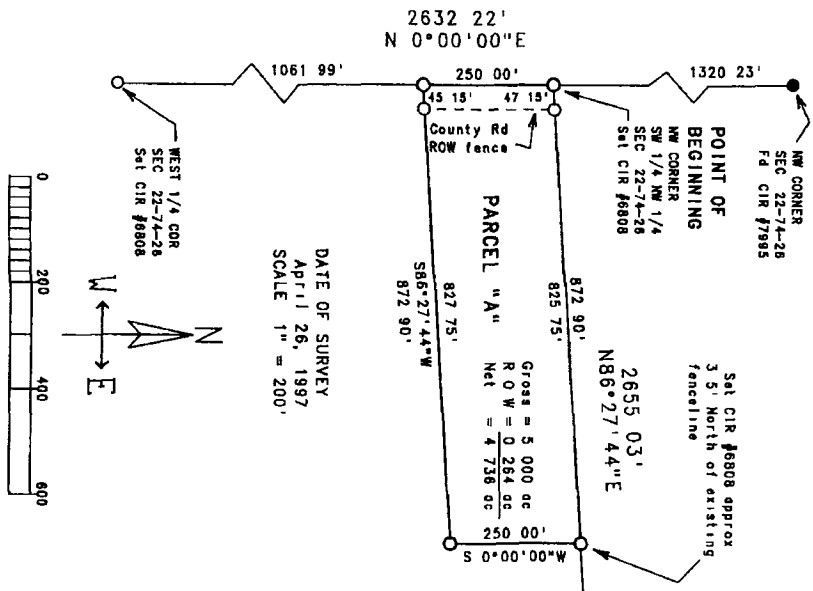 2632 22'
N 0°00'00"E
1061 99'
250 00'
1320 23'
45 15'
47 15'
County Rd
ROW fence
NW CORNER
SEC 22-74-28
Fd CIR #7995
POINT OF
BEGINNING
NW CORNER
SW 1/4 NW 1/4
SEC 22-74-28
Set CIR #6808
WEST 1/4 COR
SEC 22-74-28
Set CIR #6808
PARCEL "A"
872 90'
825 75'
2655 03'
N86°27'44"E
827 75'
S86°27'44"W
872 90'
Gross = 5 000 ac
R O W = 0 264 ac
Net = 4 736 ac
Set CIR #6808 approx
3 5' North of existing
fenceline
250 00'
S 0°00'00"W
DATE OF SURVEY
April 26, 1997
SCALE 1" = 200'
N
W
E
0
200
400
600